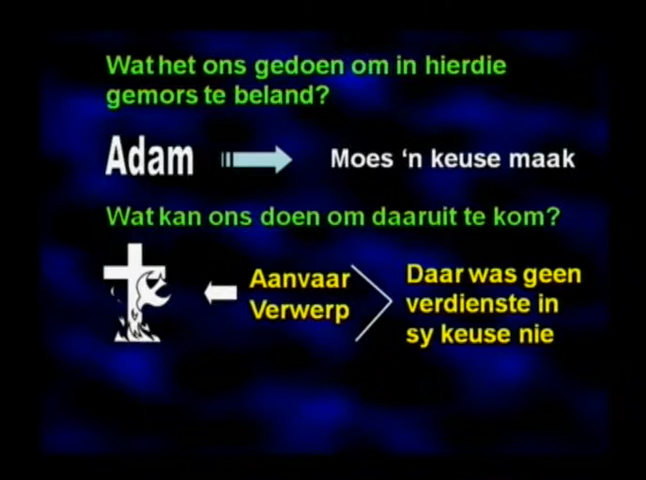 Wat het ons gedoen om in hierdie
gemors te beland?
Adam
Moes ‘n keuse maak
Wat kan ons doen om daaruit te kom?
Aanvaar
Verwerp
Daar was geen
verdienste in
sy keuse nie